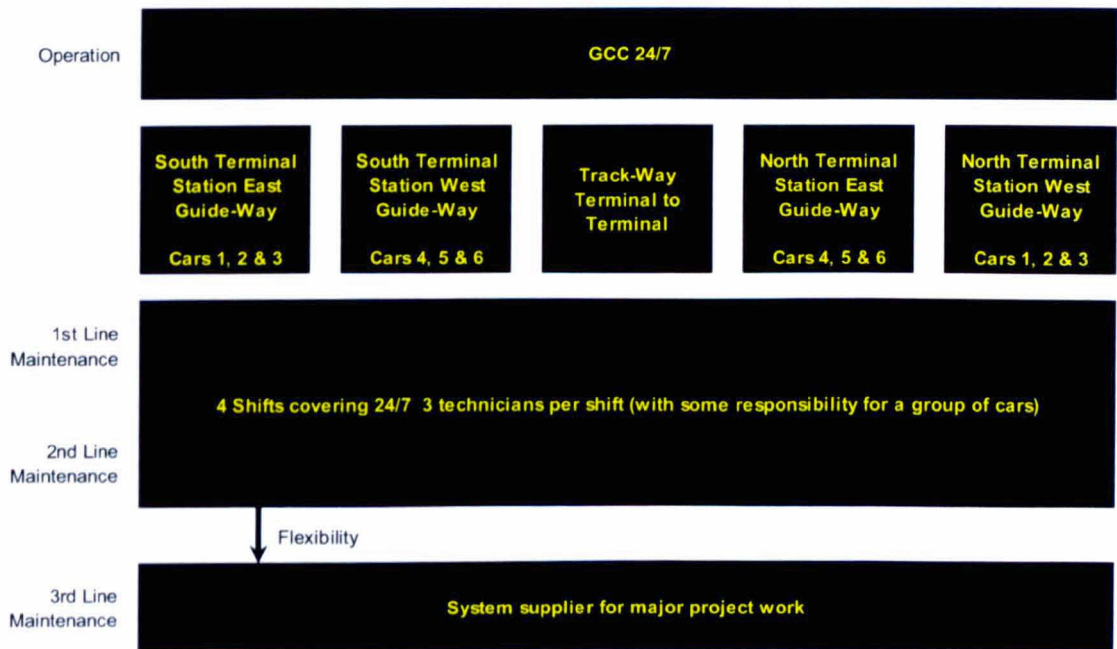 Operation
GCC 24/7
South Terminal
Station East
Guide-Way
Cars 1, 2 & 3
South Terminal
Station West
Guide-Way
Cars 4, 5 & 6
Track-Way
Terminal to
Terminal
North Terminal
Station East
Guide-Way
Cars 4, 5 & 6
North Terminal
Station West
Guide-Way
Cars 1, 2 & 3
1st Line
Maintenance
4 Shifts covering 24/7 3 technicians per shift (with some responsibility for a group of cars)
2nd Line
Maintenance
Flexibility
3rd Line
Maintenance
System supplier for major project work